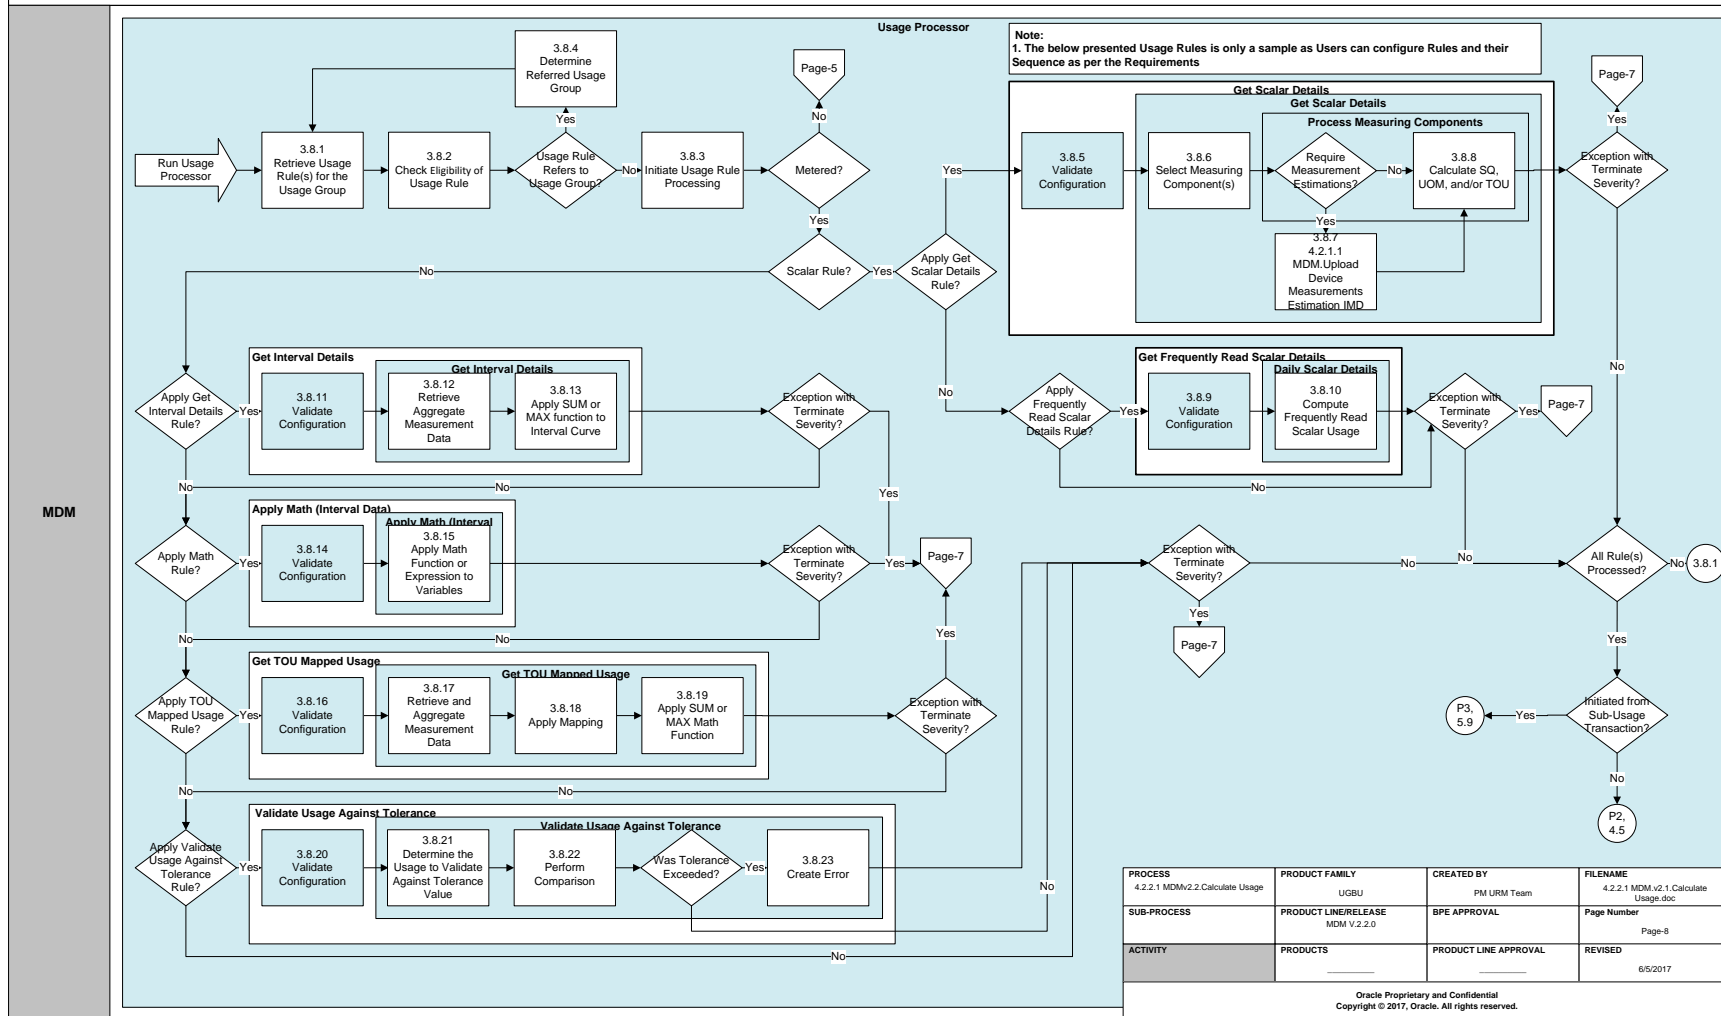 Usage Processor
Note:
1. The below presented Usage Rules is only a sample as Users can configure Rules and their
Sequence as per the Requirements
MDM
Run Usage
Processor
3.8.1
Retrieve Usage
Rule(s) for the
Usage Group
3.8.2
Check Eligibility of
Usage Rule
3.8.4
Determine
Referred Usage
Group
Yes
Usage Rule
Refers to
Usage Group?
No
3.8.3
Initiate Usage Rule
Processing
Page-5
No
Metered?
Yes
Scalar Rule?
No
Yes
Apply Get
Scalar Details
Rule?
Yes
No
Get Scalar Details
Get Scalar Details
Process Measuring Components
3.8.5
Validate
Configuration
3.8.6
Select Measuring
Component(s)
Require
Measurement
Estimations?
No
Yes
3.8.8
Calculate SQ,
UOM, and/or TOU
3.8.7
4.2.1.1
MDM.Upload
Device
Measurements
Estimation IMD
Page-7
Yes
Exception with
Terminate
Severity?
No
Apply Get
Interval Details
Rule?
Yes
Get Interval Details
Get Interval Details
3.8.11
Validate
Configuration
3.8.12
Retrieve
Aggregate
Measurement
Data
3.8.13
Apply SUM or
MAX function to
Interval Curve
Exception with
Terminate
Severity?
No
No
Yes
Apply
Frequently
Read Scalar
Details Rule?
Yes
Get Frequently Read Scalar Details
Daily Scalar Details
3.8.9
Validate
Configuration
3.8.10
Compute
Frequently Read
Scalar Usage
Exception with
Terminate
Severity?
Yes
Page-7
No
No
Apply Math
Rule?
Yes
Apply Math (Interval Data)
Apply Math (Interval
3.8.14
Validate
Configuration
3.8.15
Apply Math
Function or
Expression to
Variables
Exception with
Terminate
Severity?
Yes
Page-7
No
No
Exception with
Terminate
Severity?
No
Yes
Page-7
All Rule(s)
Processed?
No
3.8.1
Yes
Apply TOU
Mapped Usage
Rule?
Yes
Get TOU Mapped Usage
Get TOU Mapped Usage
3.8.16
Validate
Configuration
3.8.17
Retrieve and
Aggregate
Measurement
Data
3.8.18
Apply Mapping
3.8.19
Apply SUM or
MAX Math
Function
Yes
Exception with
Terminate
Severity?
No
No
Initiated from
Sub-Usage
Transaction?
Yes
P3,
5.9
No
P2,
4.5
Apply Validate
Usage Against
Tolerance
Rule?
Yes
Validate Usage Against Tolerance
Validate Usage Against Tolerance
3.8.20
Validate
Configuration
3.8.21
Determine the
Usage to Validate
Against Tolerance
Value
3.8.22
Perform
Comparison
Was Tolerance
Exceeded?
Yes
3.8.23
Create Error
No
No
PROCESS
4.2.2.1 MDMv2.2.Calculate Usage
PRODUCT FAMILY
UGBU
CREATED BY
PM URM Team
FILENAME
4.2.2.1 MDM.v2.1.Calculate
Usage.doc
SUB-PROCESS
PRODUCT LINE/RELEASE
MDM V.2.2.0
BPE APPROVAL
Page Number
Page-8
ACTIVITY
PRODUCTS
PRODUCT LINE APPROVAL
REVISED
6/5/2017
Oracle Proprietary and Confidential
Copyright © 2017, Oracle. All rights reserved.